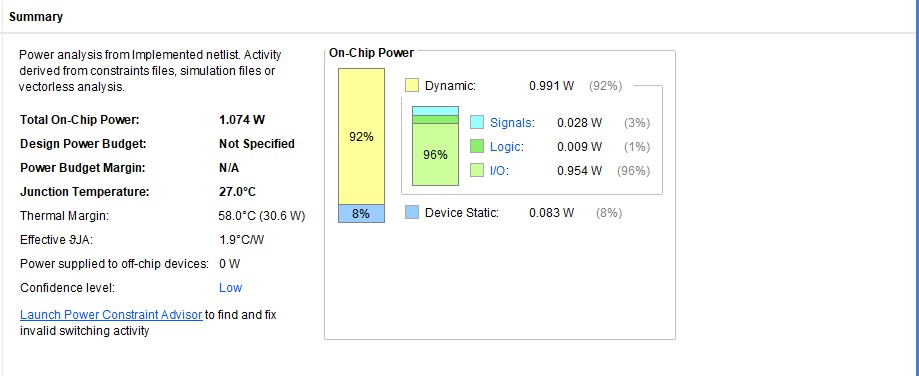 Summary
Power analysis from Implemented netlist. Activity
derived from constraints files, simulation files or
vectorless analysis.
Total On-Chip Power: 1.074 W
Design Power Budget: Not Specified
Power Budget Margin: N/A
Junction Temperature: 27.0°C
Thermal Margin: 58.0°C (30.6 W)
Effective ϑJA: 1.9°C/W
Power supplied to off-chip devices: 0 W
Confidence level: Low
Launch Power Constraint Advisor to find and fix
invalid switching activity
On-Chip Power
92%
8%
Dynamic: 0.991 W (92%)
96%
Signals: 0.028 W (3%)
Logic: 0.009 W (1%)
I/O: 0.954 W (96%)
Device Static: 0.083 W (8%)